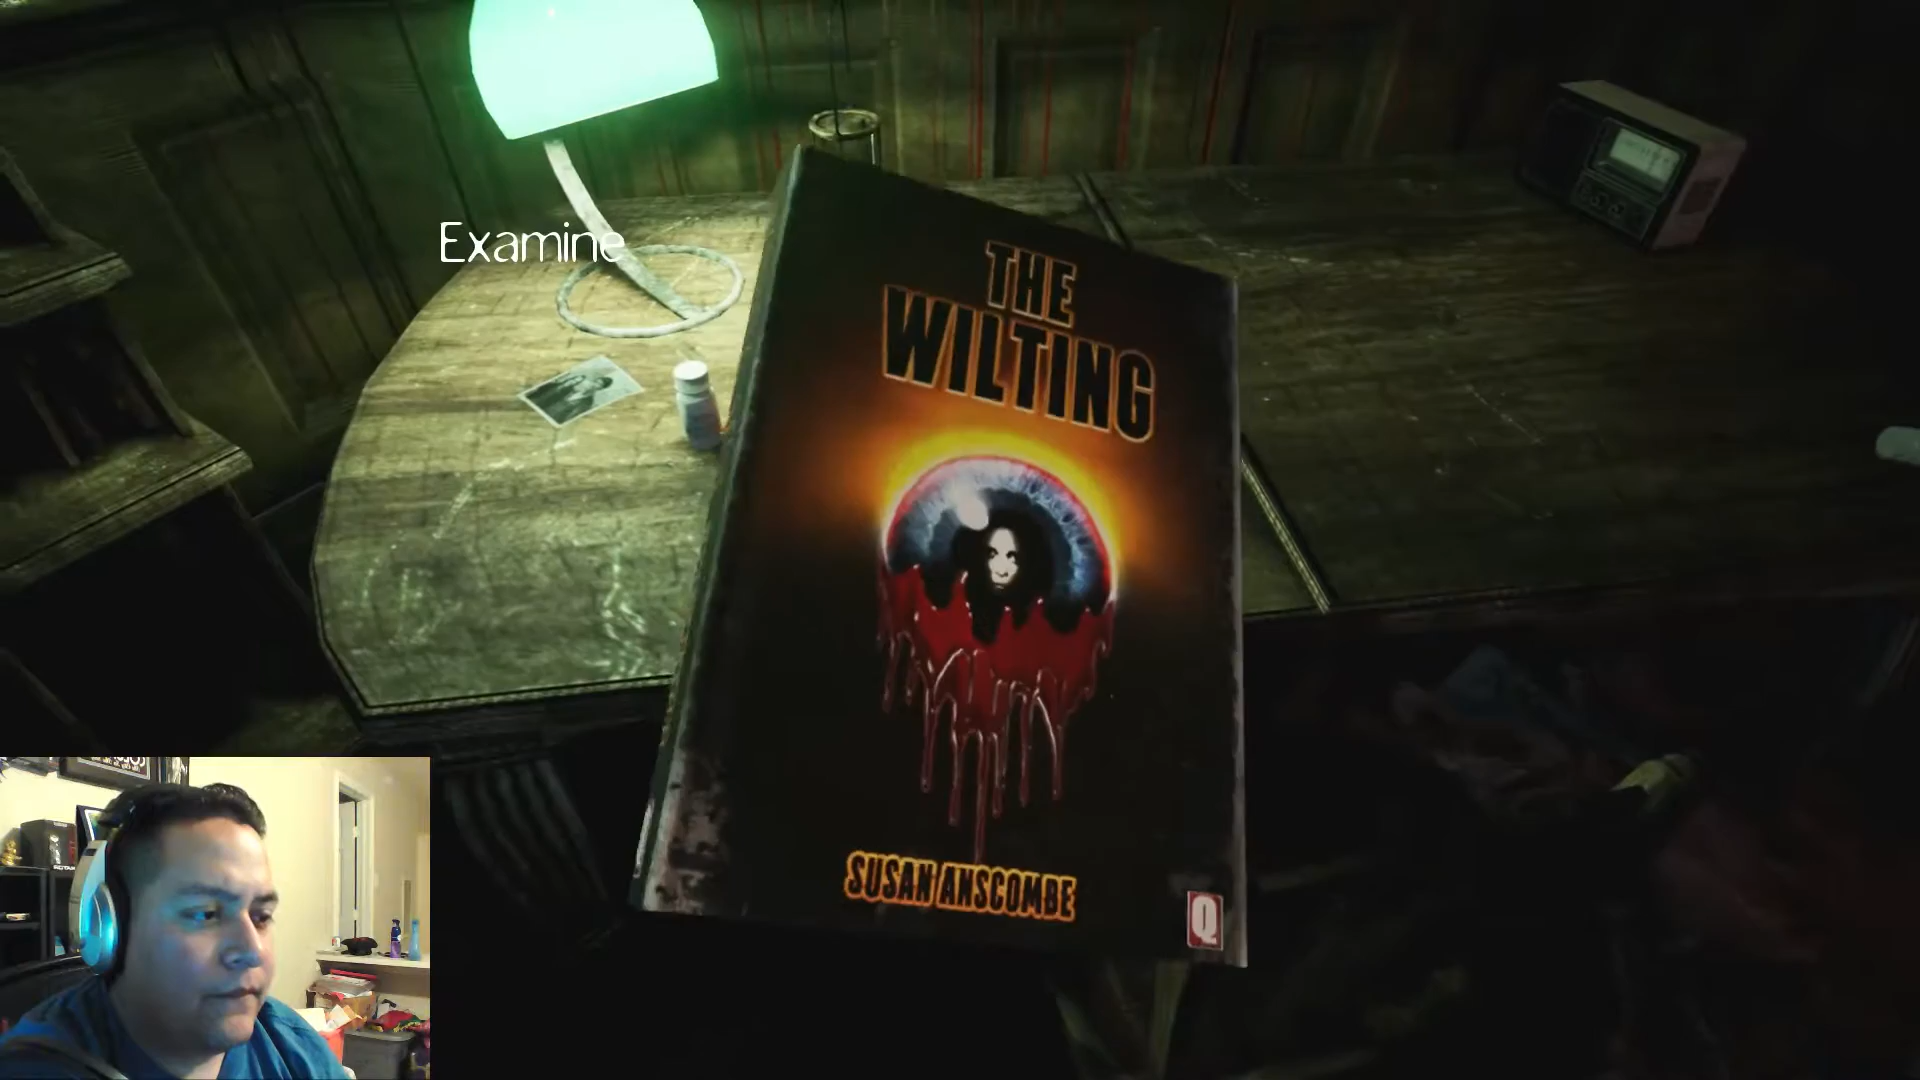 Examine
THE
WILTING
SUSAN ANSCOMBE
Q